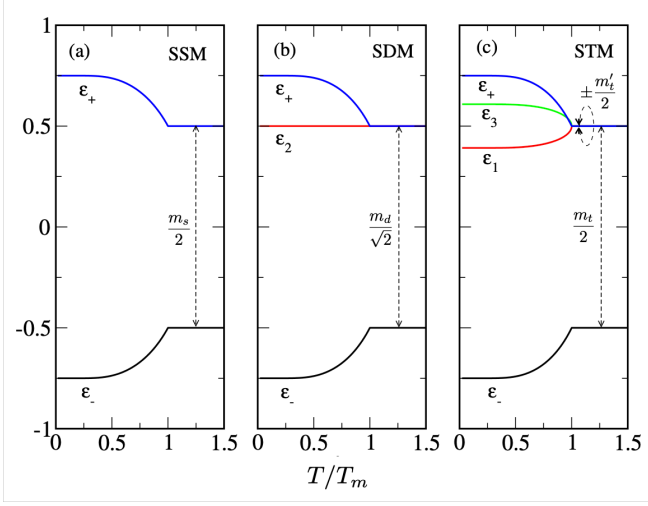 1
0.5
0
-0.5
-1
(a) SSM
ε+
m_s/2
ε-
0 0.5 1 1.5
(b) SDM
ε+
ε2
m_d/√2
ε-
0 0.5 1 1.5
(c) STM
ε+
ε3
ε1
±m′_t/2
m_t/2
ε-
0 0.5 1 1.5
T/T_m